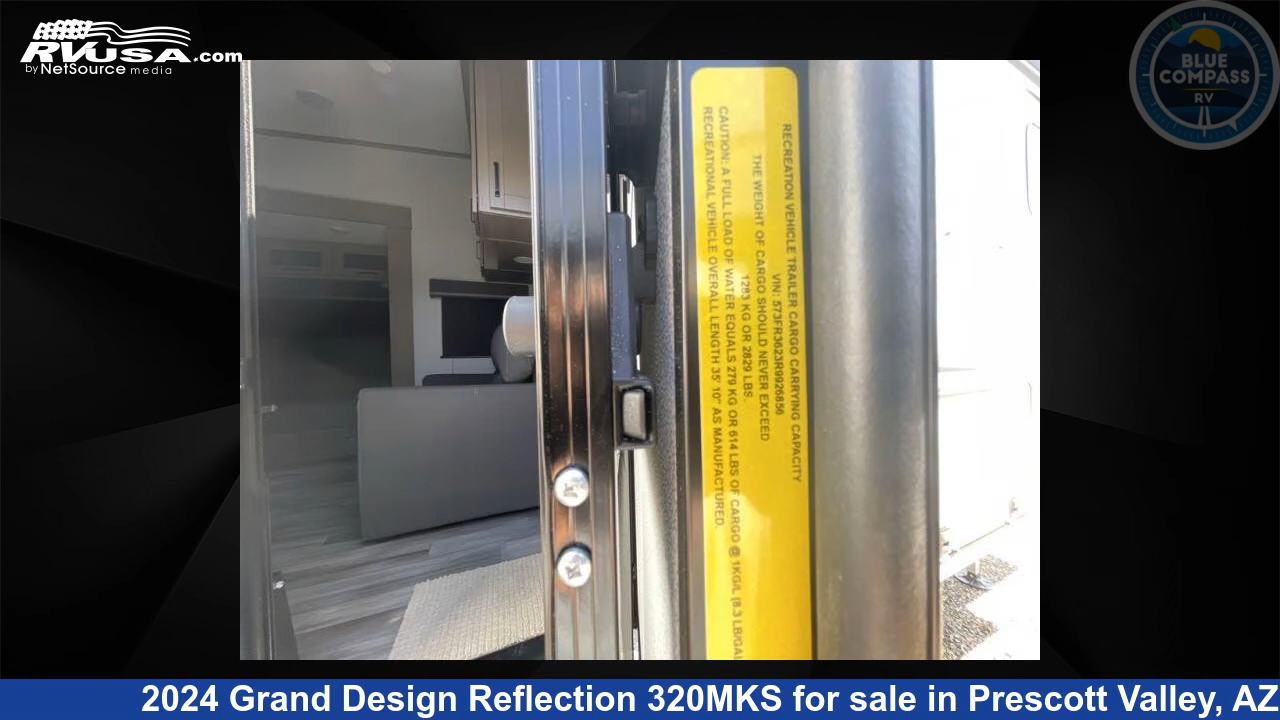 RVUSA.com
by NetSource media
BLUE
COMPASS
RV
RECREATION VEHICLE TRAILER CARGO CARRYING CAPACITY
VIN: 573FR3623R9926856
THE WEIGHT OF CARGO SHOULD NEVER EXCEED
1283 KG OR 2829 LBS.
CAUTION: A FULL LOAD OF WATER EQUALS 279 KG OR 614 LBS OF CARGO @ 1KG/L (8.3 LB/GAL
RECREATIONAL VEHICLE OVERALL LENGTH 35' 10" AS MANUFACTURED.
2024 Grand Design Reflection 320MKS for sale in Prescott Valley, AZ